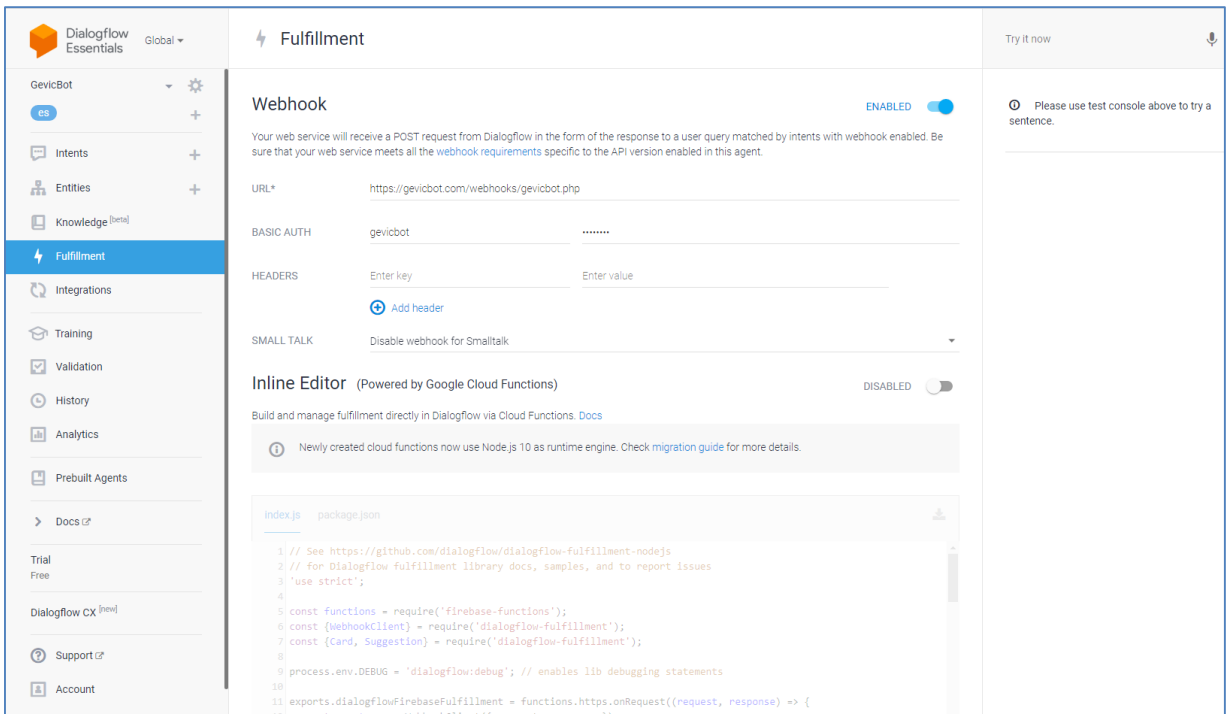 Dialogflow
Essentials
Global
GevicBot
es
Intents
Entities
Knowledge [beta]
Fulfillment
Integrations
Training
Validation
History
Analytics
Prebuilt Agents
Docs
Trial
Free
Dialogflow CX [new]
Support
Account
Fulfillment
Webhook
ENABLED
Your web service will receive a POST request from Dialogflow in the form of the response to a user query matched by intents with webhook enabled. Be
sure that your web service meets all the webhook requirements specific to the API version enabled in this agent.
URL* https://gevicbot.com/webhooks/gevicbot.php
BASIC AUTH gevicbot ••••••••
HEADERS Enter key Enter value
Add header
SMALL TALK Disable webhook for Smalltalk
Inline Editor (Powered by Google Cloud Functions) DISABLED
Build and manage fulfillment directly in Dialogflow via Cloud Functions. Docs
Newly created cloud functions now use Node.js 10 as runtime engine. Check migration guide for more details.
index.js package.json
1 // See https://github.com/dialogflow/dialogflow-fulfillment-nodejs
2 // for Dialogflow fulfillment library docs, samples, and to report issues
3 'use strict';
4
5 const functions = require('firebase-functions');
6 const {WebhookClient} = require('dialogflow-fulfillment');
7 const {Card, Suggestion} = require('dialogflow-fulfillment');
8
9 process.env.DEBUG = 'dialogflow:debug'; // enables lib debugging statements
10
11 exports.dialogflowFirebaseFulfillment = functions.https.onRequest((request, response) => {
Try it now
Please use test console above to try a
sentence.